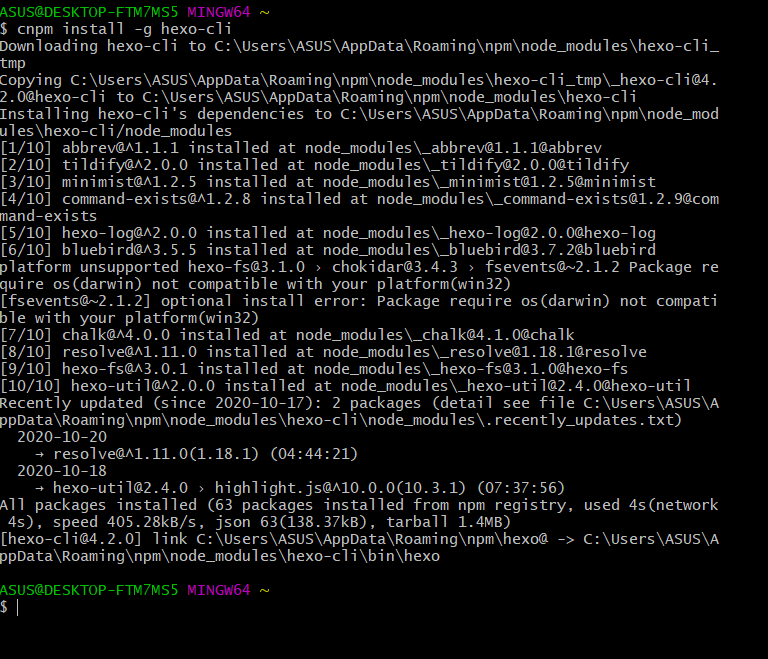 ASUS@DESKTOP-FTM7MS5 MINGW64 ~
$ cnpm install -g hexo-cli
Downloading hexo-cli to C:\Users\ASUS\AppData\Roaming\npm\node_modules\hexo-cli_
tmp
Copying C:\Users\ASUS\AppData\Roaming\npm\node_modules\hexo-cli_tmp\_hexo-cli@4.
2.0@hexo-cli to C:\Users\ASUS\AppData\Roaming\npm\node_modules\hexo-cli
Installing hexo-cli's dependencies to C:\Users\ASUS\AppData\Roaming\npm\node_mod
ules\hexo-cli/node_modules
[1/10] abbrev@^1.1.1 installed at node_modules\_abbrev@1.1.1@abbrev
[2/10] tildify@^2.0.0 installed at node_modules\_tildify@2.0.0@tildify
[3/10] minimist@^1.2.5 installed at node_modules\_minimist@1.2.5@minimist
[4/10] command-exists@^1.2.8 installed at node_modules\_command-exists@1.2.9@com
mand-exists
[5/10] hexo-log@^2.0.0 installed at node_modules\_hexo-log@2.0.0@hexo-log
[6/10] bluebird@^3.5.5 installed at node_modules\_bluebird@3.7.2@bluebird
platform unsupported hexo-fs@3.1.0 › chokidar@3.4.3 › fsevents@~2.1.2 Package re
quire os(darwin) not compatible with your platform(win32)
[fsevents@~2.1.2] optional install error: Package require os(darwin) not compati
ble with your platform(win32)
[7/10] chalk@^4.0.0 installed at node_modules\_chalk@4.1.0@chalk
[8/10] resolve@^1.11.0 installed at node_modules\_resolve@1.18.1@resolve
[9/10] hexo-fs@^3.0.1 installed at node_modules\_hexo-fs@3.1.0@hexo-fs
[10/10] hexo-util@^2.0.0 installed at node_modules\_hexo-util@2.4.0@hexo-util
Recently updated (since 2020-10-17): 2 packages (detail see file C:\Users\ASUS\A
ppData\Roaming\npm\node_modules\hexo-cli\node_modules\.recently_updates.txt)
  2020-10-20
    → resolve@^1.11.0(1.18.1) (04:44:21)
  2020-10-18
    → hexo-util@2.4.0 › highlight.js@^10.0.0(10.3.1) (07:37:56)
All packages installed (63 packages installed from npm registry, used 4s(network
 4s), speed 405.28kB/s, json 63(138.37kB), tarball 1.4MB)
[hexo-cli@4.2.0] link C:\Users\ASUS\AppData\Roaming\npm\hexo@ -> C:\Users\ASUS\A
ppData\Roaming\npm\node_modules\hexo-cli\bin\hexo
ASUS@DESKTOP-FTM7MS5 MINGW64 ~
$